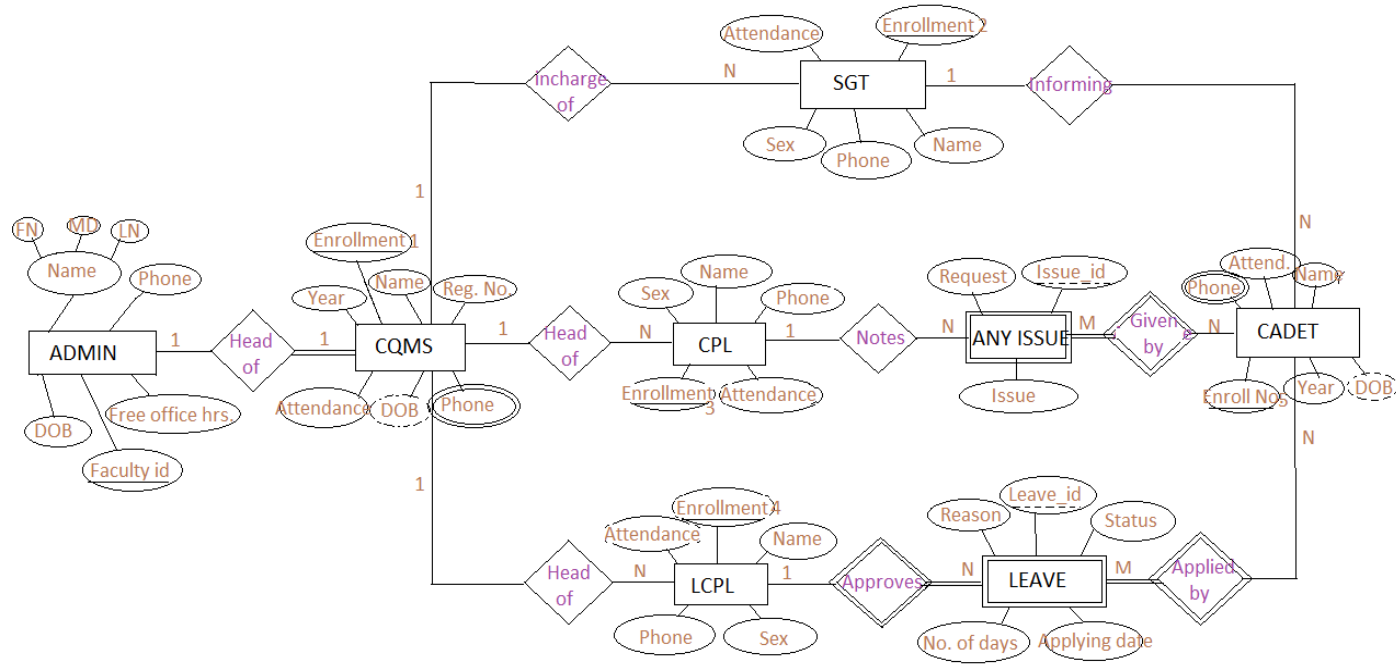 Attendance
Enrollment 2
Incharge
of
N
SGT
1
Informing
Sex
Phone
Name
1
N
FN
MD
LN
Name
Phone
Enrollment 1
Year
Name
Reg. No.
Sex
Name
Phone
Request
Issue_id
Phone
Attend.
Name
ADMIN
1
Head
of
1
CQMS
1
Head
of
N
CPL
1
Notes
N
ANY ISSUE
M
Given
by
N
CADET
DOB
Free office hrs.
Faculty id
Attendance
DOB
Phone
Enrollment 3
Attendance
Issue
Enroll No5
Year
DOB
1
N
Attendance
Enrollment 4
Name
Reason
Leave_id
Status
Head
of
N
LCPL
1
Approves
N
LEAVE
M
Applied
by
Phone
Sex
No. of days
Applying date